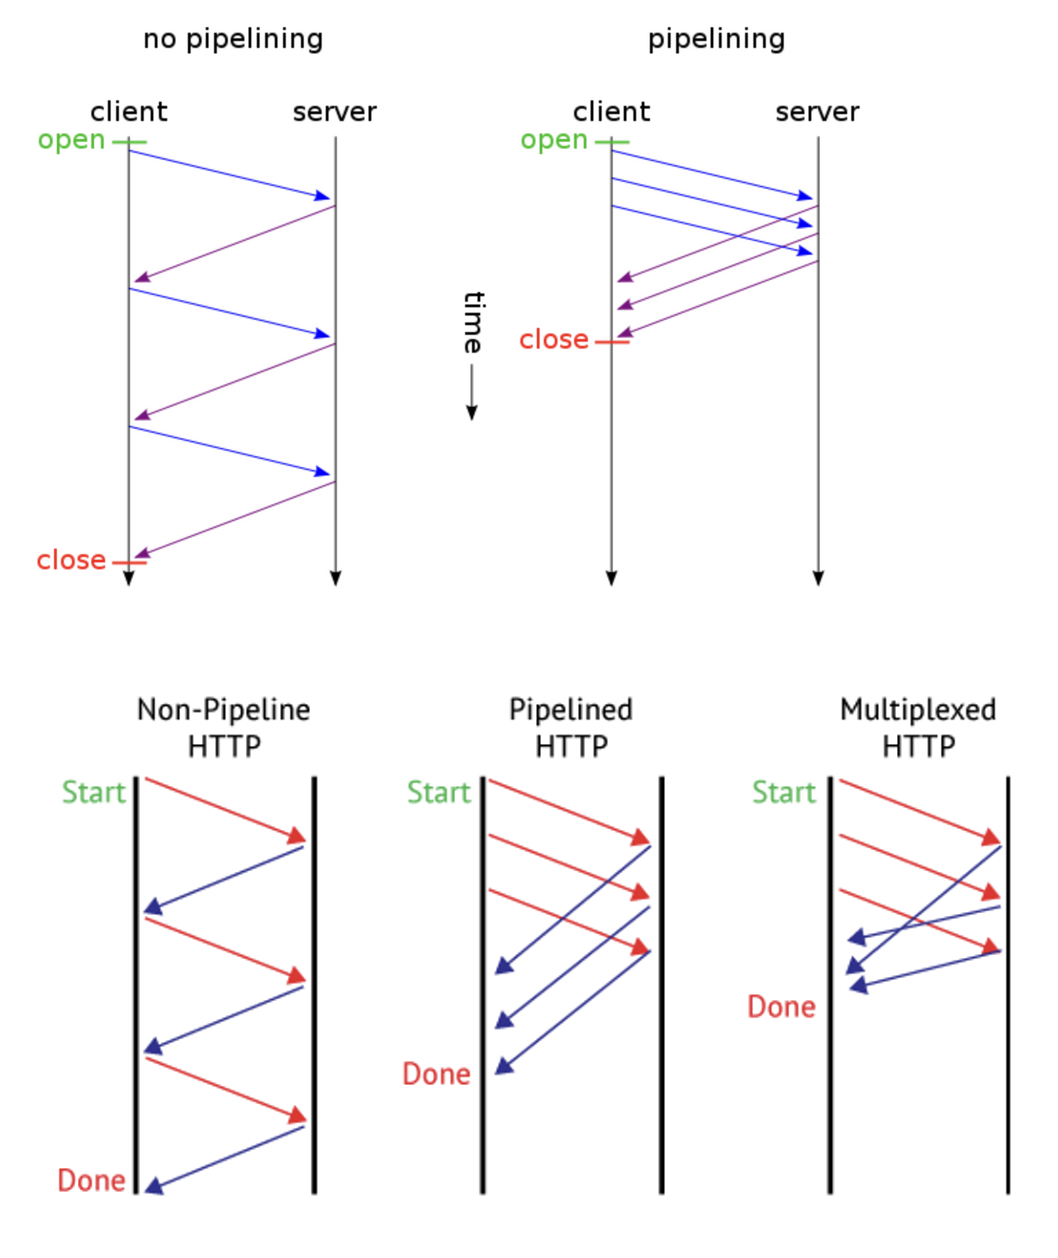 no pipelining
pipelining
client
server
client
server
open
open
time
close
close
Non-Pipeline
HTTP
Pipelined
HTTP
Multiplexed
HTTP
Start
Start
Start
Done
Done
Done